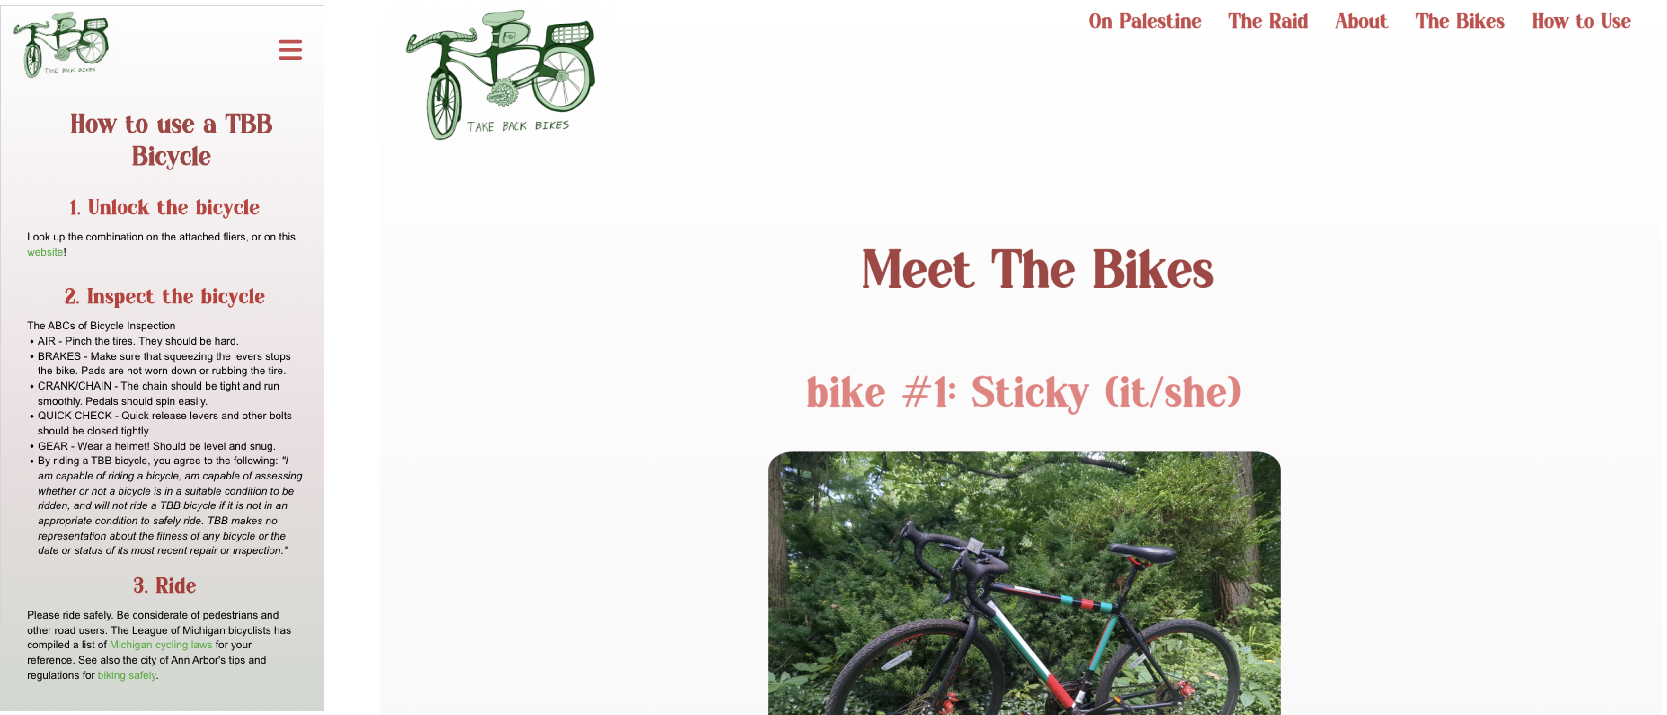 TAKE BACK BIKES
How to use a TBB
Bicycle
1. Unlock the bicycle
Look up the combination on the attached fliers, or on this
website!
2. Inspect the bicycle
The ABCs of Bicycle Inspection
• AIR - Pinch the tires. They should be hard.
• BRAKES - Make sure that squeezing the levers stops
the bike. Pads are not worn down or rubbing the tire.
• CRANK/CHAIN - The chain should be tight and run
smoothly. Pedals should spin easily.
• QUICK CHECK - Quick release levers and other bolts
should be closed tightly
• GEAR - Wear a helmet! Should be level and snug.
• By riding a TBB bicycle, you agree to the following: "I
am capable of riding a bicycle, am capable of assessing
whether or not a bicycle is in a suitable condition to be
ridden, and will not ride a TBB bicycle if it is not in an
appropriate condition to safely ride. TBB makes no
representation about the fitness of any bicycle or the
date or status of its most recent repair or inspection."
3. Ride
Please ride safely. Be considerate of pedestrians and
other road users. The League of Michigan bicyclists has
compiled a list of Michigan cycling laws for your
reference. See also the city of Ann Arbor's tips and
regulations for biking safely.
On Palestine The Raid About The Bikes How to Use
TAKE BACK BIKES
Meet The Bikes
bike #1: Sticky (it/she)